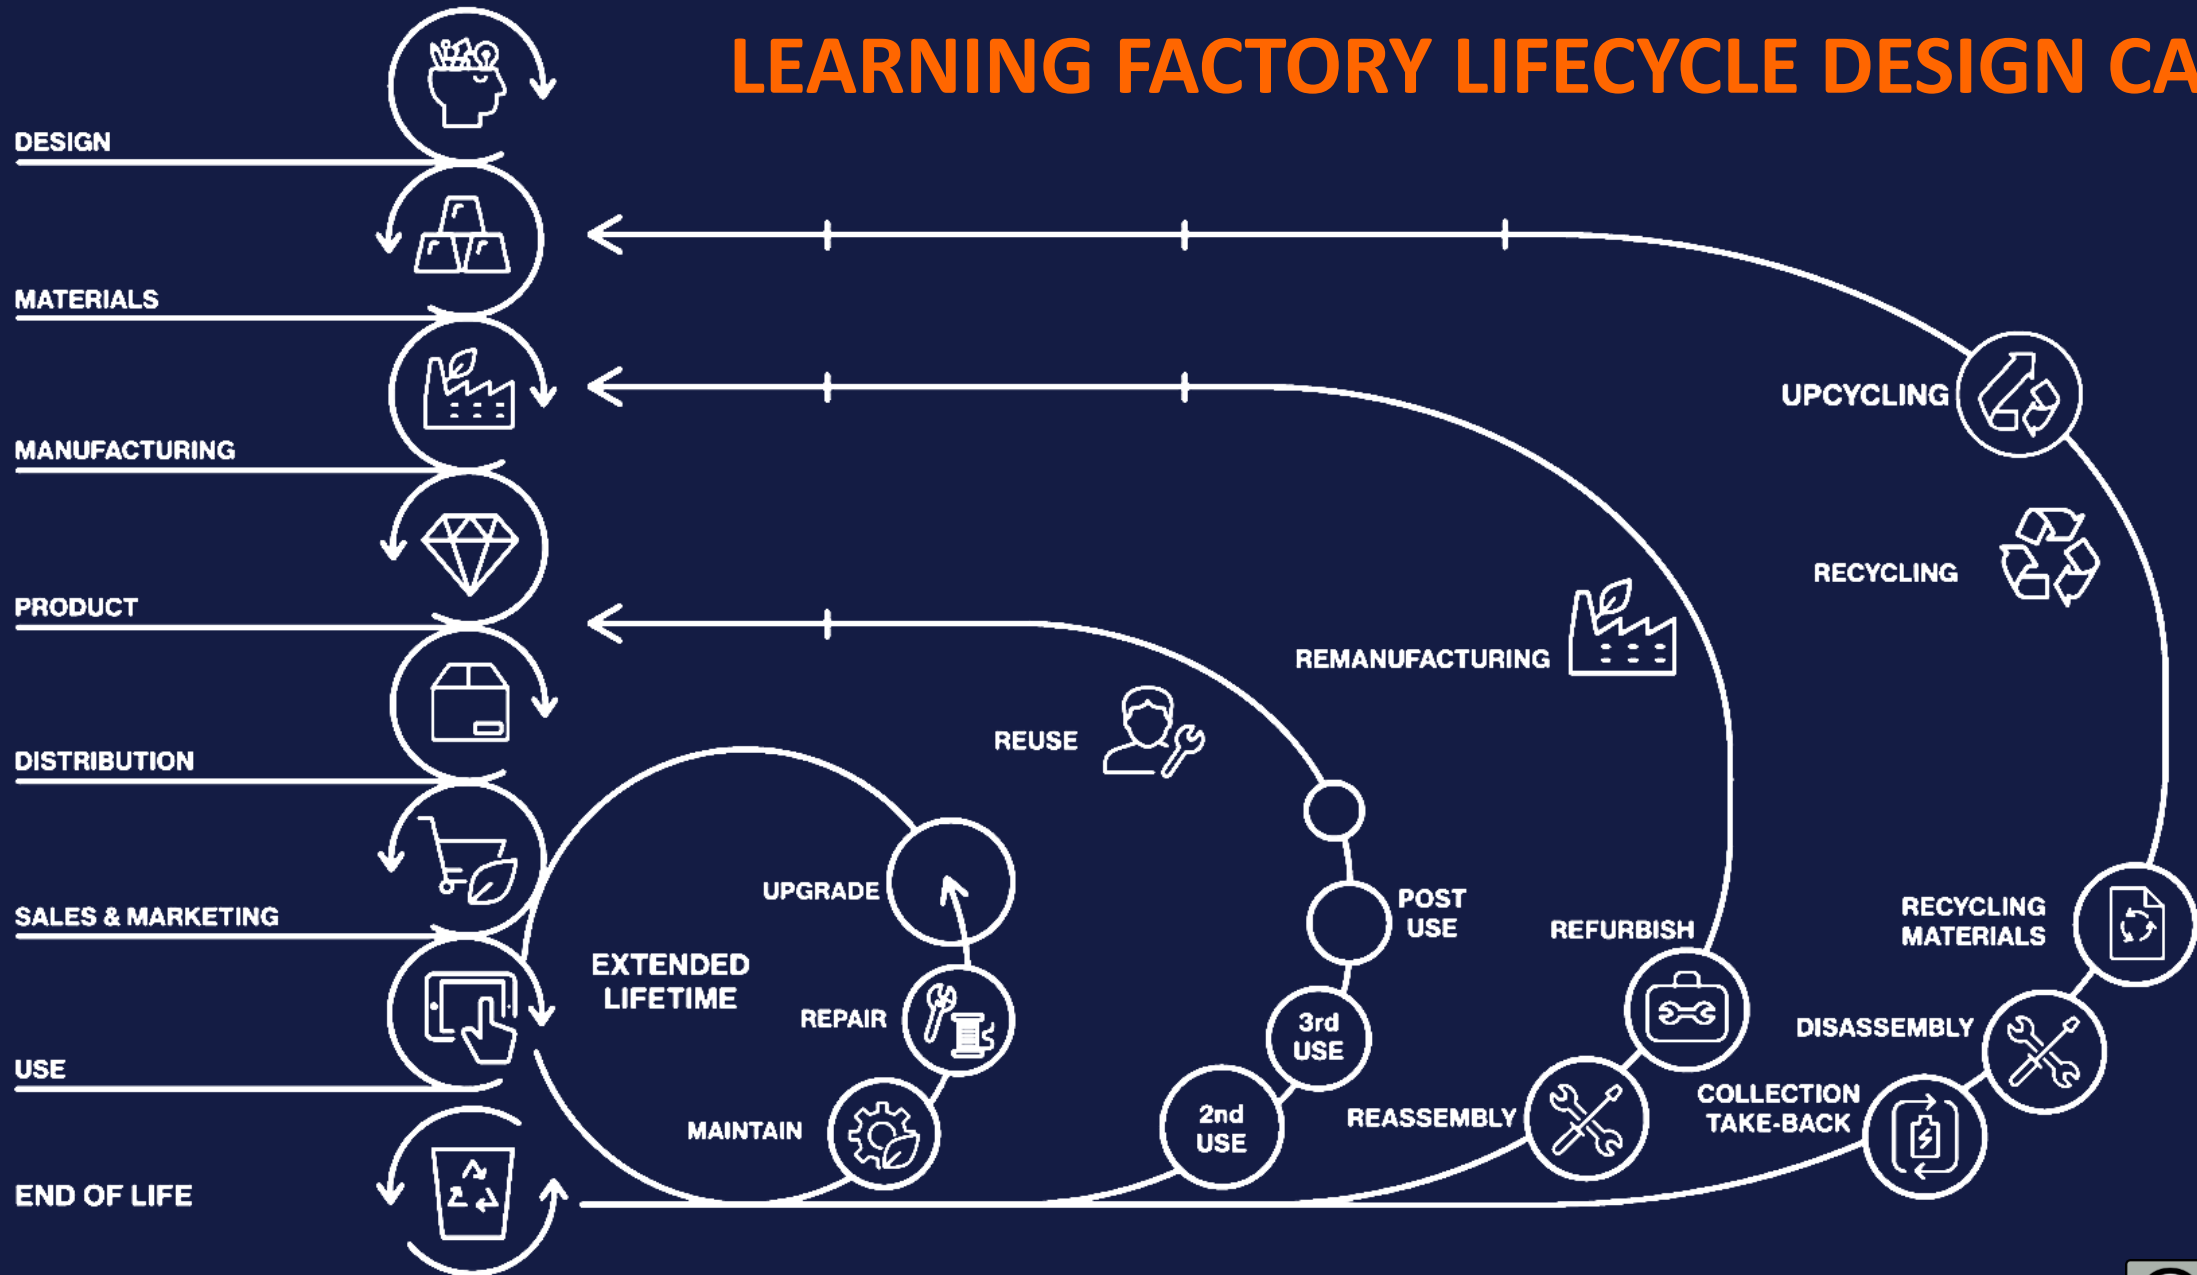 LEARNING FACTORY LIFECYCLE DESIGN CA
DESIGN
MATERIALS
MANUFACTURING
PRODUCT
DISTRIBUTION
SALES & MARKETING
USE
END OF LIFE
EXTENDED
LIFETIME
UPGRADE
REPAIR
MAINTAIN
REUSE
POST
USE
3rd
USE
2nd
USE
REMANUFACTURING
REFURBISH
REASSEMBLY
UPCYCLING
RECYCLING
RECYCLING
MATERIALS
DISASSEMBLY
COLLECTION
TAKE-BACK